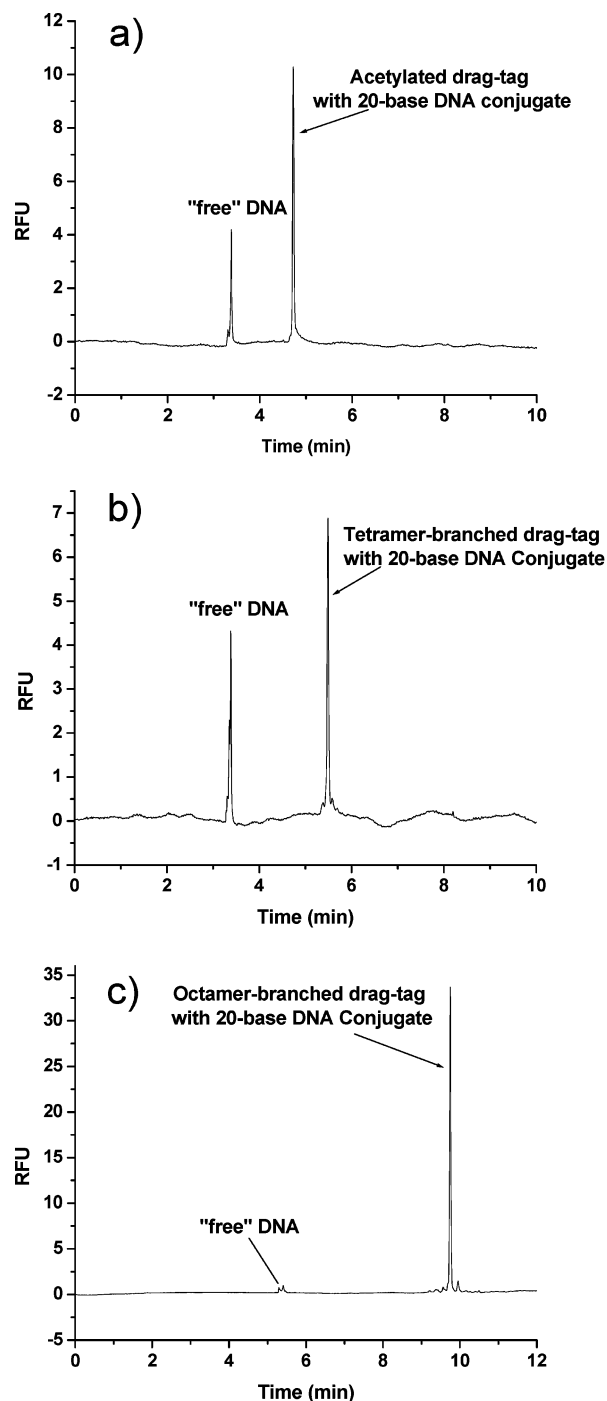 a)
12
10
8
6
4
2
0
-2
RFU
Acetylated drag-tag
with 20-base DNA conjugate
"free" DNA
0 2 4 6 8 10
Time (min)
b)
7
6
5
4
3
2
1
0
-1
RFU
Tetramer-branched drag-tag
with 20-base DNA Conjugate
"free" DNA
0 2 4 6 8 10
Time (min)
c)
35
30
25
20
15
10
5
0
-5
RFU
Octamer-branched drag-tag
with 20-base DNA Conjugate
"free" DNA
0 2 4 6 8 10 12
Time (min)